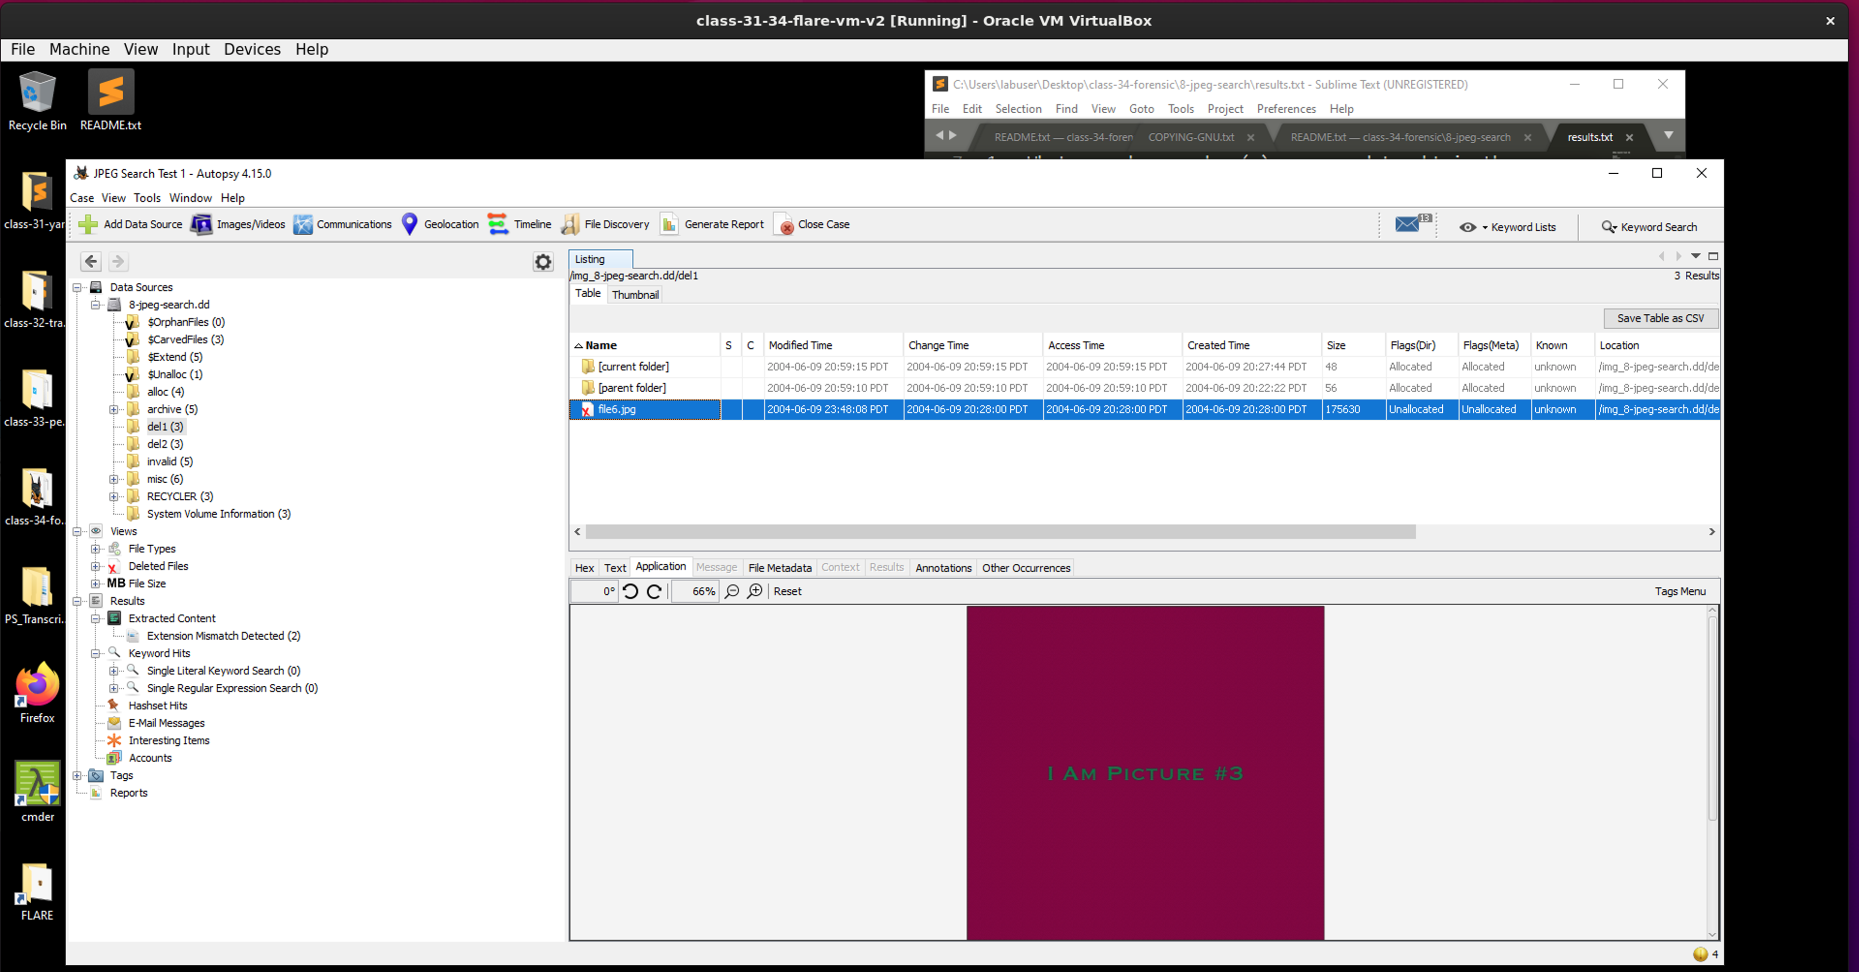 class-31-34-flare-vm-v2 [Running] - Oracle VM VirtualBox
File Machine View Input Devices Help
Recycle Bin
README.txt
class-31-yar
class-32-tra...
class-33-pe...
class-34-fo...
PS_Transcri...
Firefox
cmder
FLARE
C:\Users\labuser\Desktop\class-34-forensic\8-jpeg-search\results.txt - Sublime Text (UNREGISTERED)
File Edit Selection Find View Goto Tools Project Preferences Help
README.txt — class-34-foren COPYING-GNU.txt README.txt — class-34-forensic\8-jpeg-search results.txt
JPEG Search Test 1 - Autopsy 4.15.0
Case View Tools Window Help
Add Data Source Images/Videos Communications Geolocation Timeline File Discovery Generate Report Close Case 13 Keyword Lists Keyword Search
Data Sources
8-jpeg-search.dd
$OrphanFiles (0)
$CarvedFiles (3)
$Extend (5)
$Unalloc (1)
alloc (4)
archive (5)
del1 (3)
del2 (3)
invalid (5)
misc (6)
RECYCLER (3)
System Volume Information (3)
Views
File Types
Deleted Files
MB File Size
Results
Extracted Content
Extension Mismatch Detected (2)
Keyword Hits
Single Literal Keyword Search (0)
Single Regular Expression Search (0)
Hashset Hits
E-Mail Messages
Interesting Items
Accounts
Tags
Reports
Listing
/img_8-jpeg-search.dd/del1
3 Results
Table Thumbnail
Save Table as CSV
Name S C Modified Time Change Time Access Time Created Time Size Flags(Dir) Flags(Meta) Known Location
[current folder] 2004-06-09 20:59:15 PDT 2004-06-09 20:59:15 PDT 2004-06-09 20:59:15 PDT 2004-06-09 20:27:44 PDT 48 Allocated Allocated unknown /img_8-jpeg-search.dd/de
[parent folder] 2004-06-09 20:59:10 PDT 2004-06-09 20:59:10 PDT 2004-06-09 20:59:10 PDT 2004-06-09 20:22:22 PDT 56 Allocated Allocated unknown /img_8-jpeg-search.dd/de
file6.jpg 2004-06-09 23:48:08 PDT 2004-06-09 20:28:00 PDT 2004-06-09 20:28:00 PDT 2004-06-09 20:28:00 PDT 175630 Unallocated Unallocated unknown /img_8-jpeg-search.dd/de
Hex Text Application Message File Metadata Context Results Annotations Other Occurrences
0° 66% Reset Tags Menu
I Am Picture #3
4